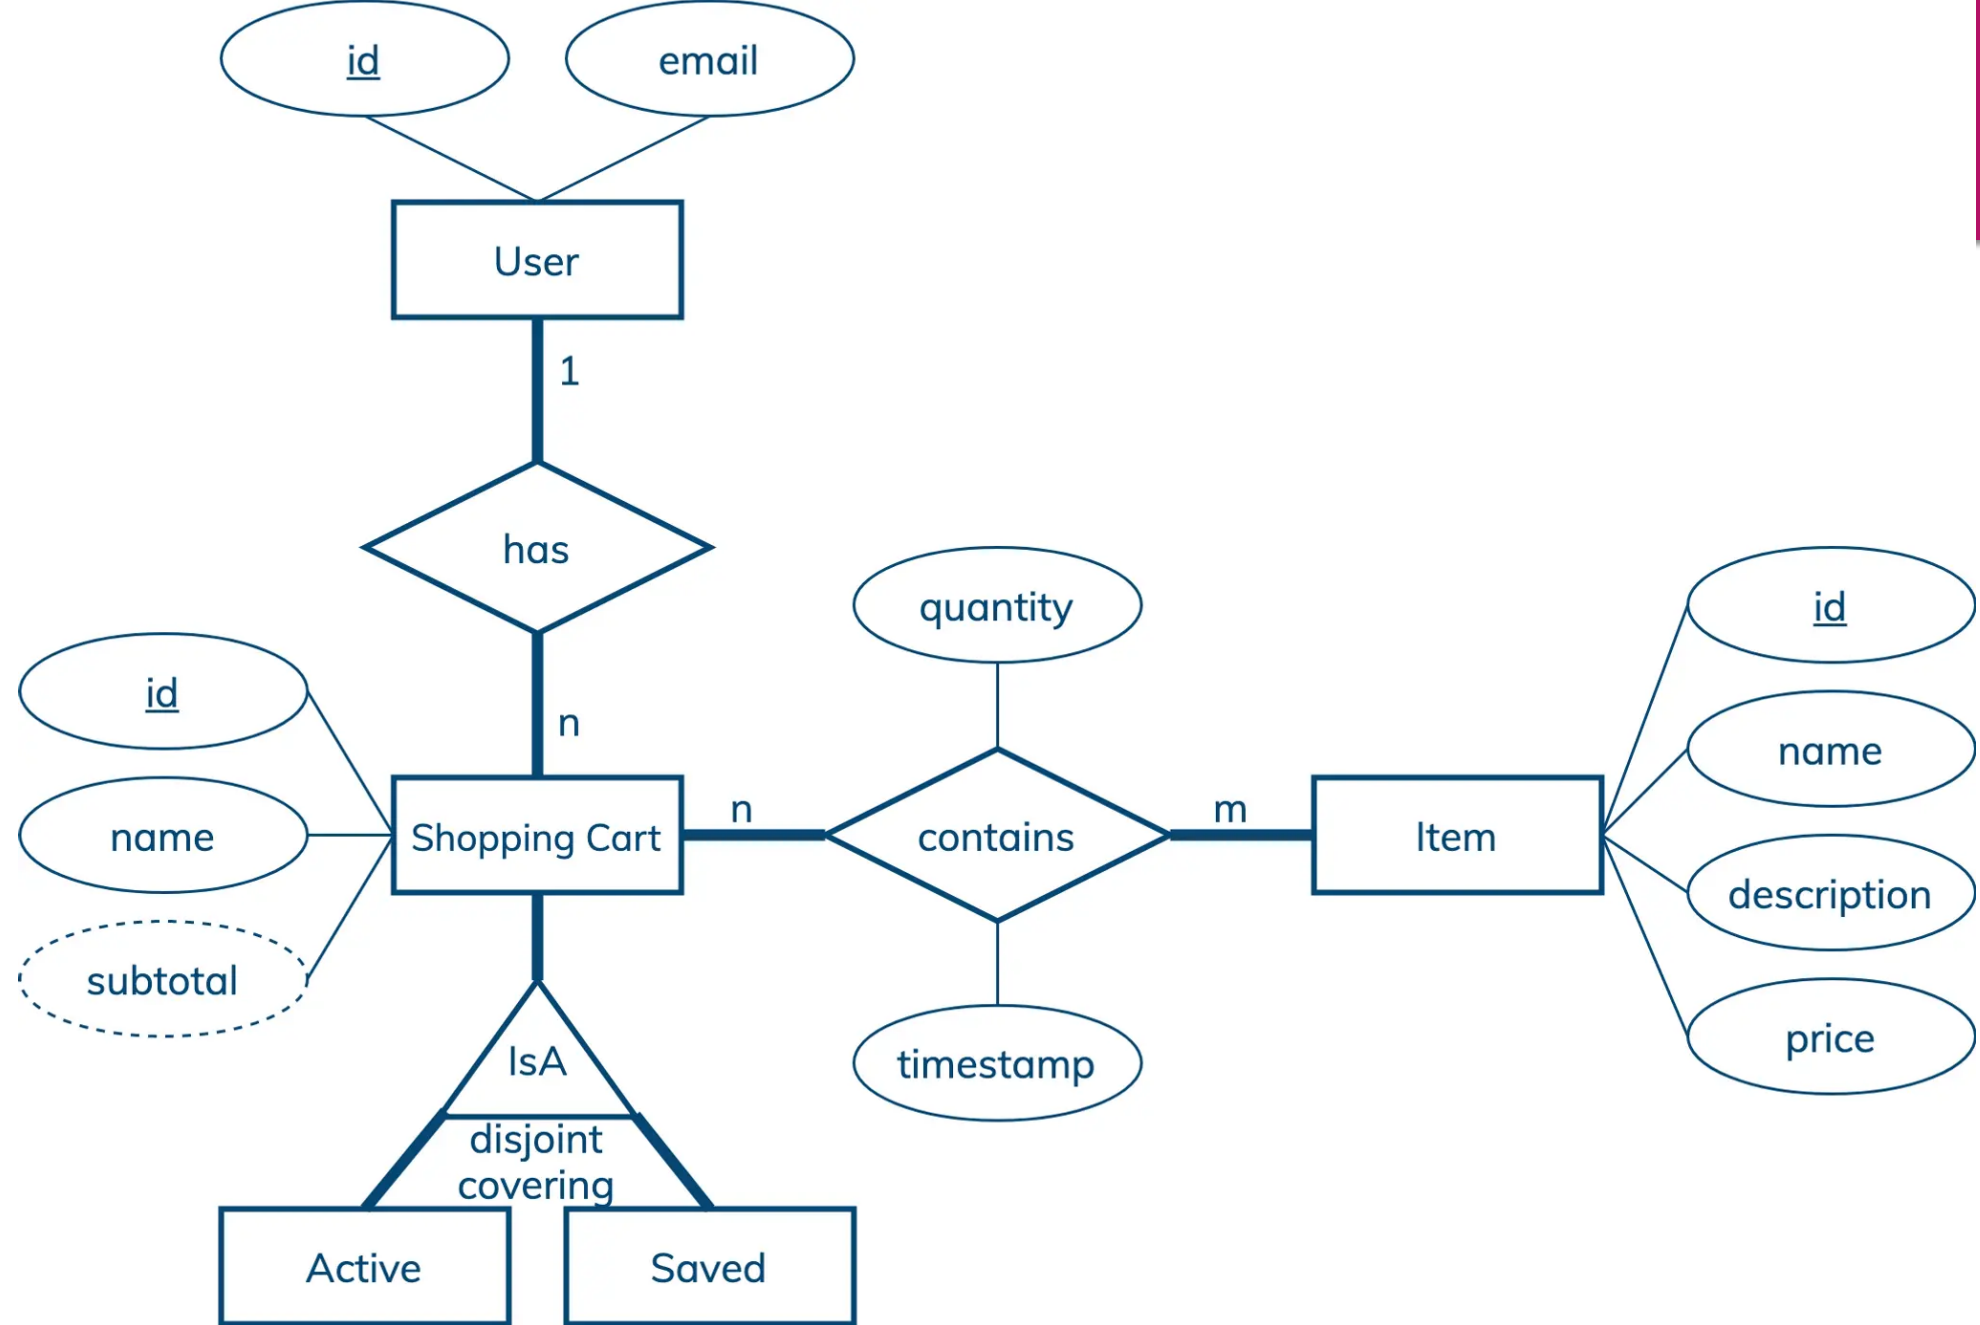 id
email
User
1
has
n
id
name
subtotal
Shopping Cart
n
quantity
contains
timestamp
m
Item
id
name
description
price
IsA
disjoint
covering
Active
Saved